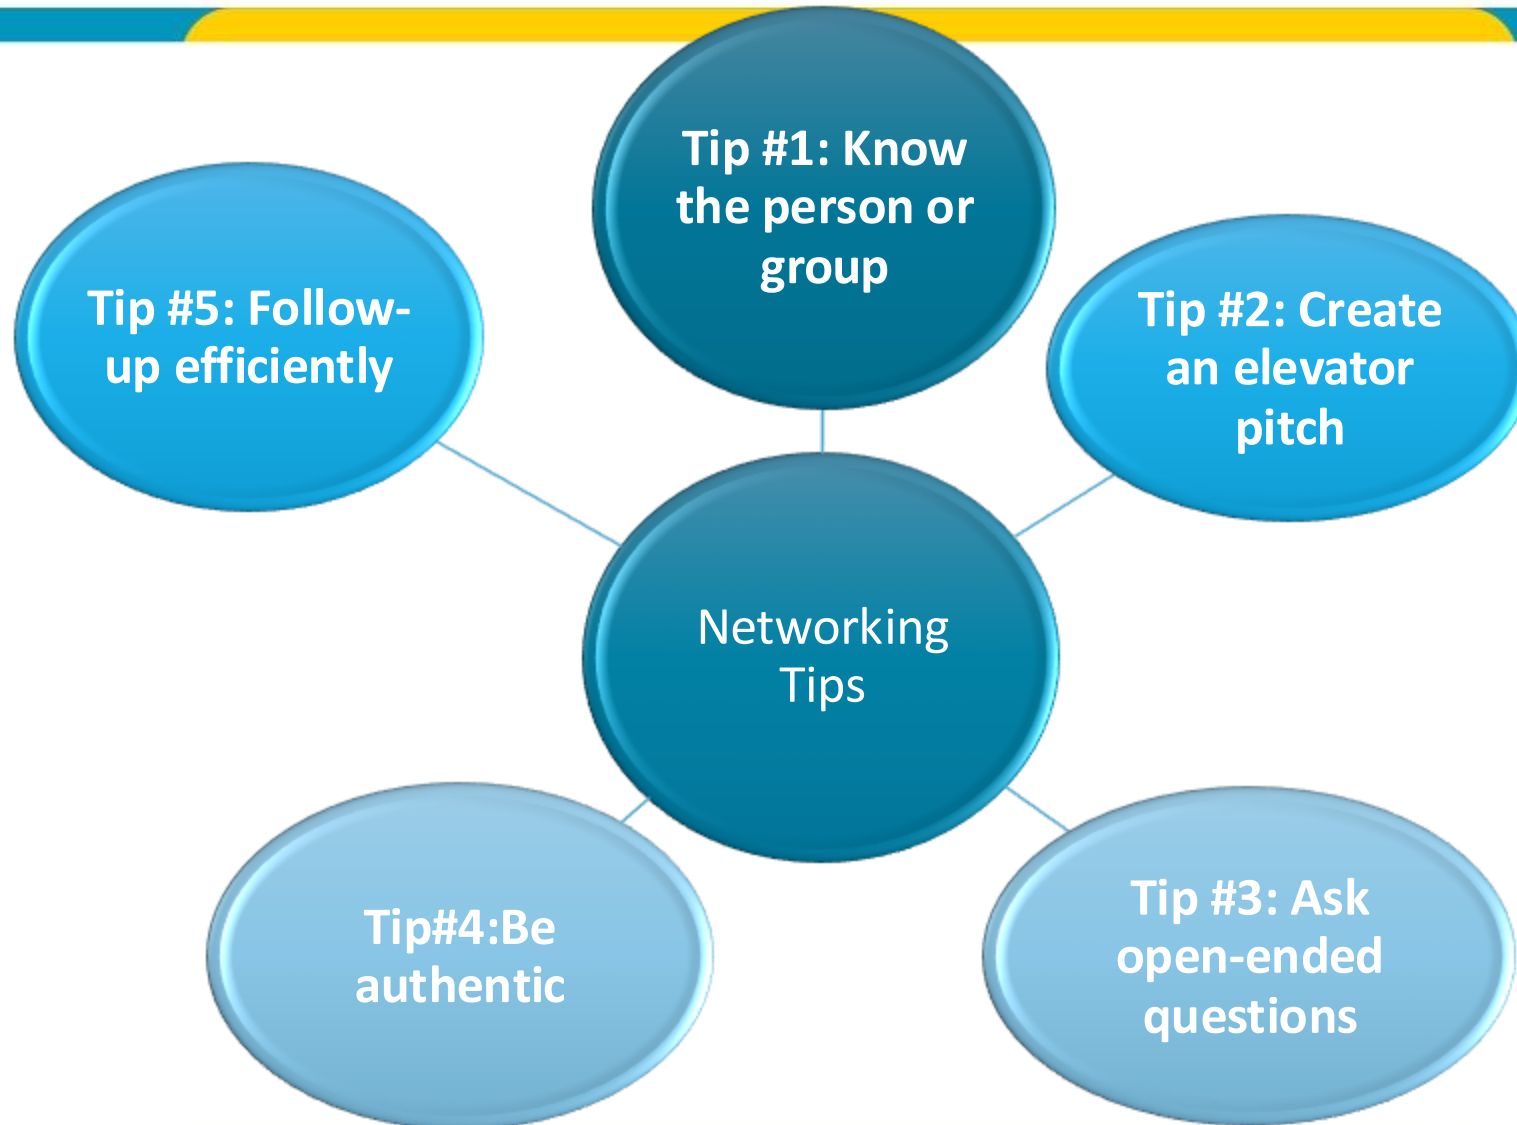 Tip #1: Know
the person or
group
Tip #2: Create
an elevator
pitch
Tip #3: Ask
open-ended
questions
Tip#4:Be
authentic
Tip #5: Follow-
up efficiently
Networking
Tips